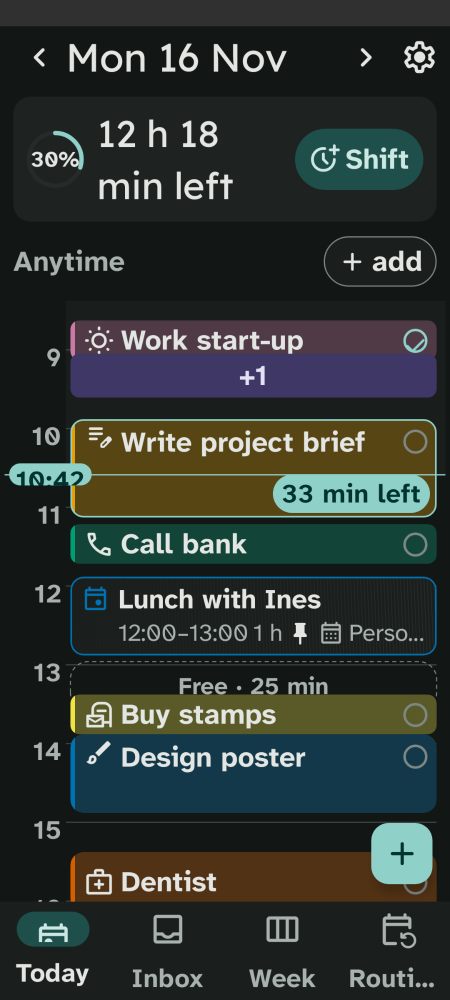 Mon 16 Nov
30%
12 h 18
min left
Shift
Anytime
+ add
Work start-up
9
+1
10
Write project brief
10:42
33 min left
11
Call bank
12
Lunch with Ines
12:00–13:00 1 h Perso…
13
Free · 25 min
Buy stamps
14
Design poster
15
Dentist
Today
Inbox
Week
Routi…